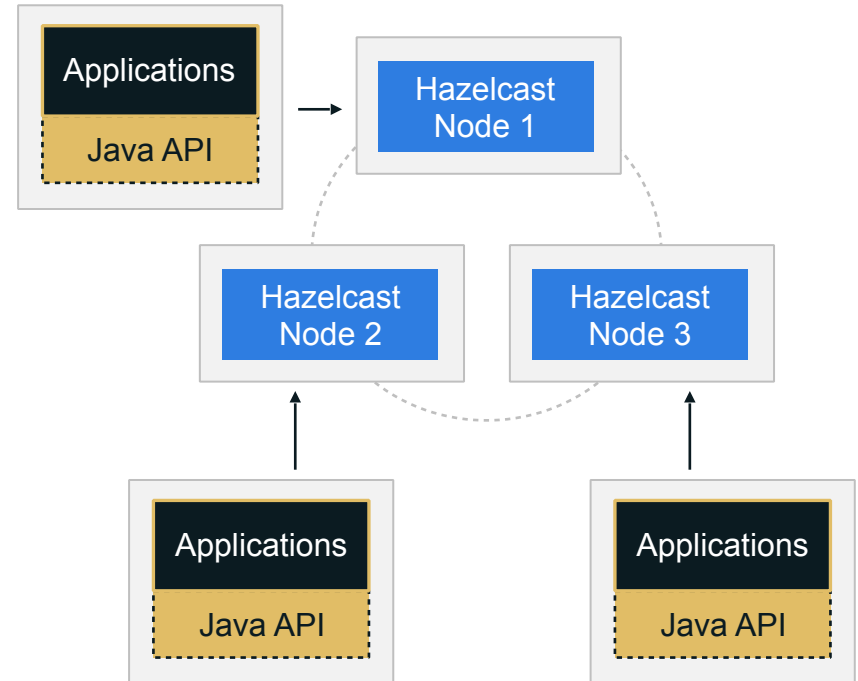 Applications
Java API
Hazelcast
Node 1
Hazelcast
Node 2
Hazelcast
Node 3
Applications
Java API
Applications
Java API